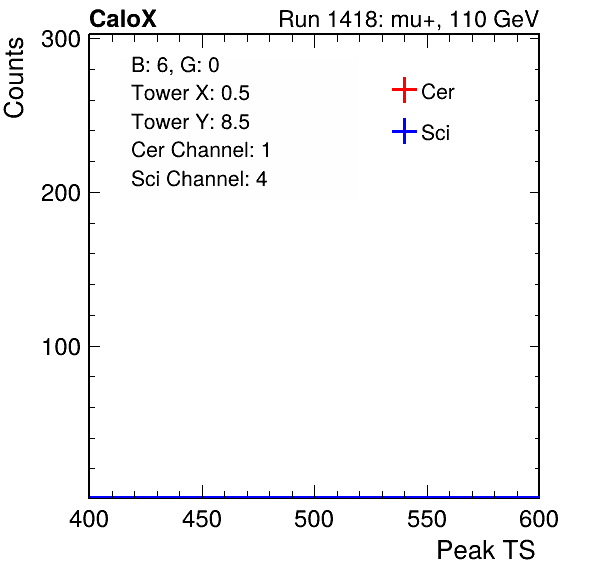 CaloX Run 1418: mu+, 110 GeV
Counts
300
200
100
B: 6, G: 0
Tower X: 0.5
Tower Y: 8.5
Cer Channel: 1
Sci Channel: 4
Cer
Sci
400 450 500 550 600
Peak TS